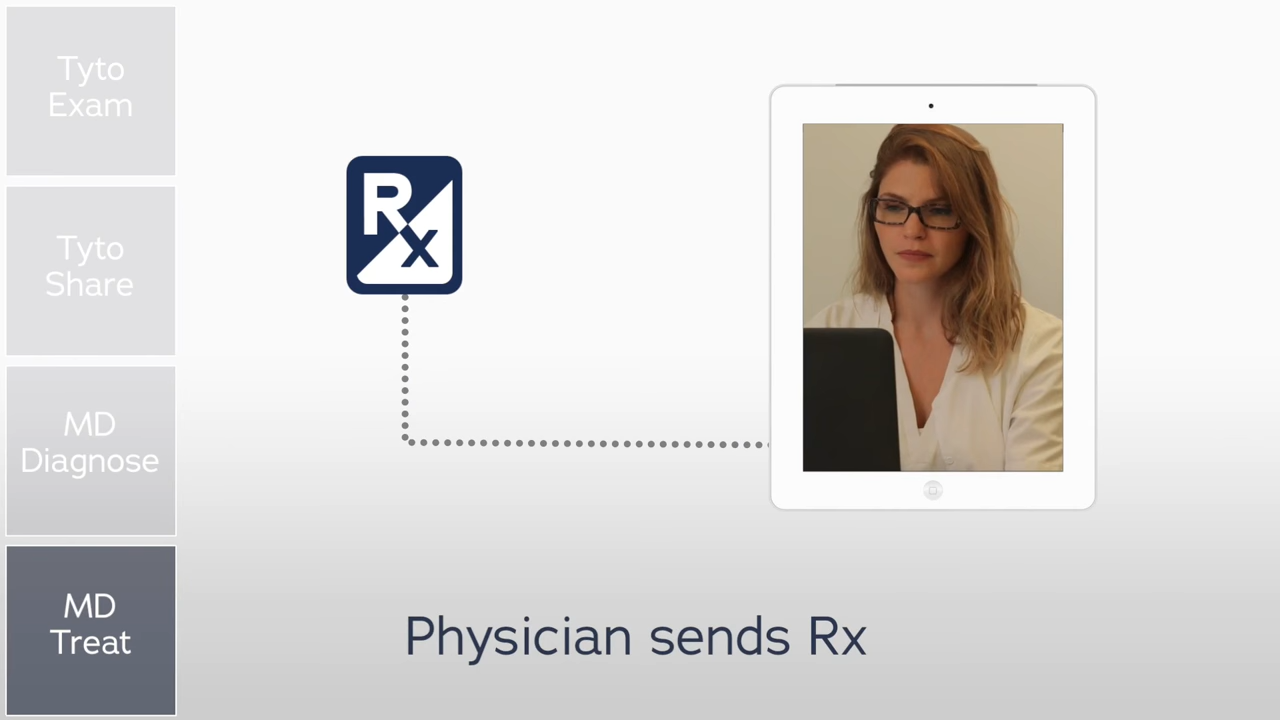 Tyto
Exam
Tyto
Share
MD
Diagnose
MD
Treat
Rx
Physician sends Rx